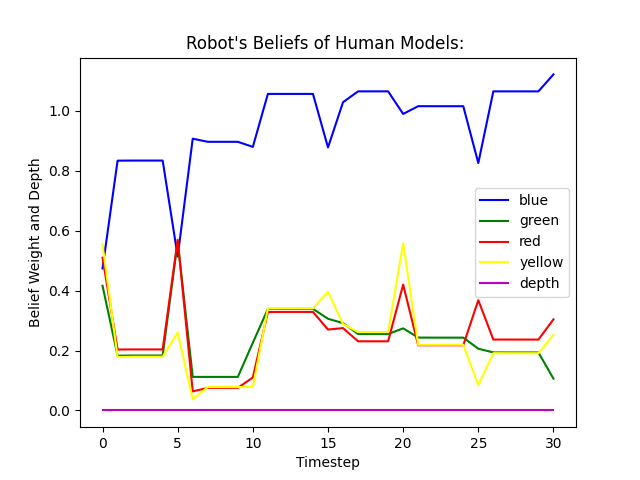 Robot's Beliefs of Human Models:
Belief Weight and Depth
1.0
0.8
0.6
0.4
0.2
0.0
blue
green
red
yellow
depth
0 5 10 15 20 25 30
Timestep